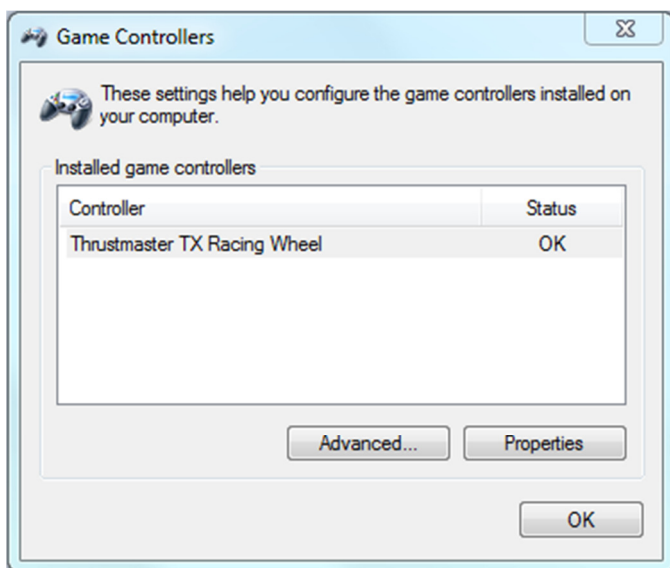 Game Controllers
These settings help you configure the game controllers installed on
your computer.
Installed game controllers
Controller Status
Thrustmaster TX Racing Wheel OK
Advanced... Properties
OK